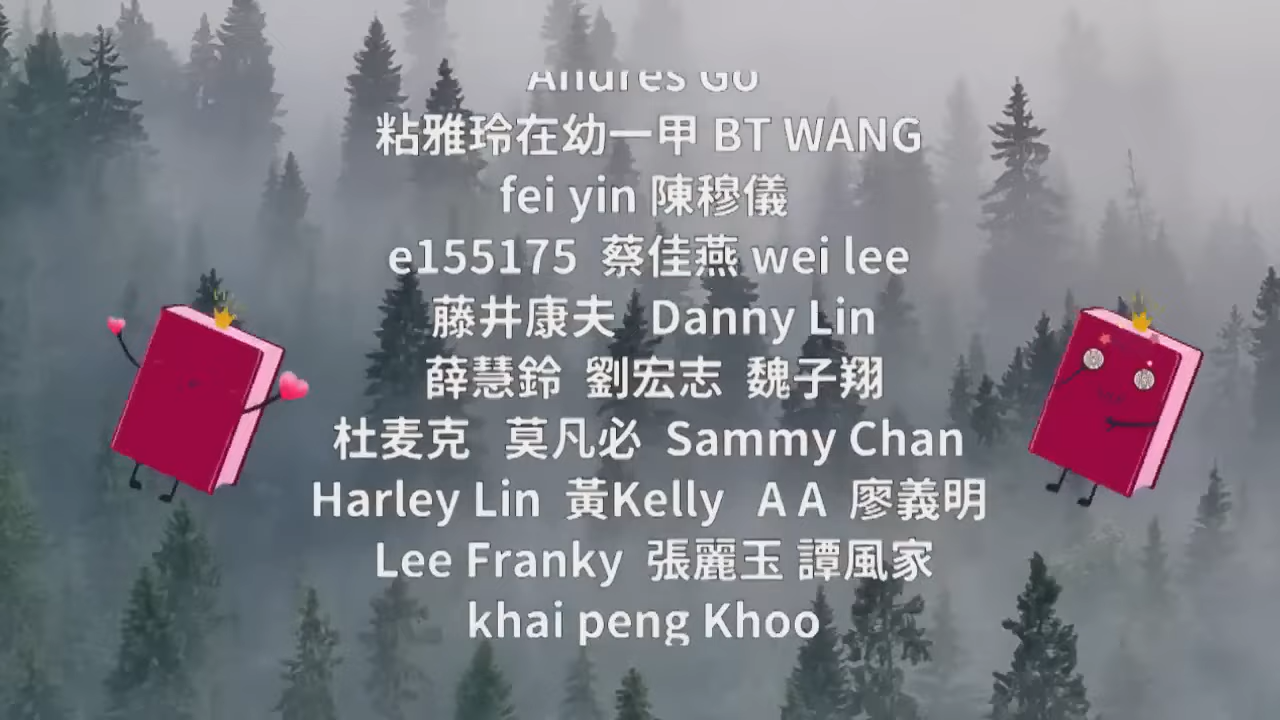 Andres Go
粘雅玲在幼一甲 BT WANG
fei yin 陳穆儀
e155175 蔡佳燕 wei lee
藤井康夫 Danny Lin
薛慧鈴 劉宏志 魏子翔
杜麦克 莫凡必 Sammy Chan
Harley Lin 黃Kelly A A 廖義明
Lee Franky 張麗玉 譚風家
khai peng Khoo